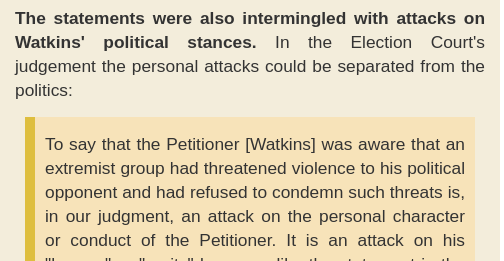 The statements were also intermingled with attacks on
Watkins' political stances. In the Election Court's
judgement the personal attacks could be separated from the
politics:
To say that the Petitioner [Watkins] was aware that an
extremist group had threatened violence to his political
opponent and had refused to condemn such threats is,
in our judgment, an attack on the personal character
or conduct of the Petitioner. It is an attack on his